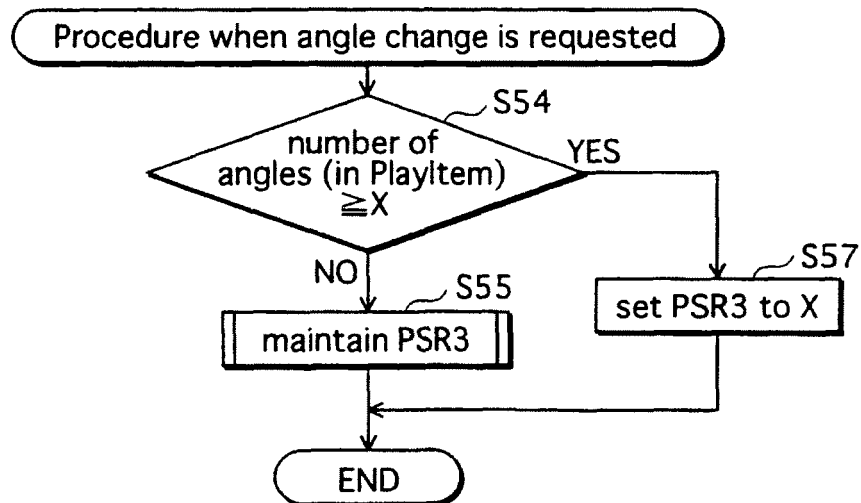 Procedure when angle change is requested
S54
number of
angles (in PlayItem)
≧X
YES
NO
S57
set PSR3 to X
S55
maintain PSR3
END